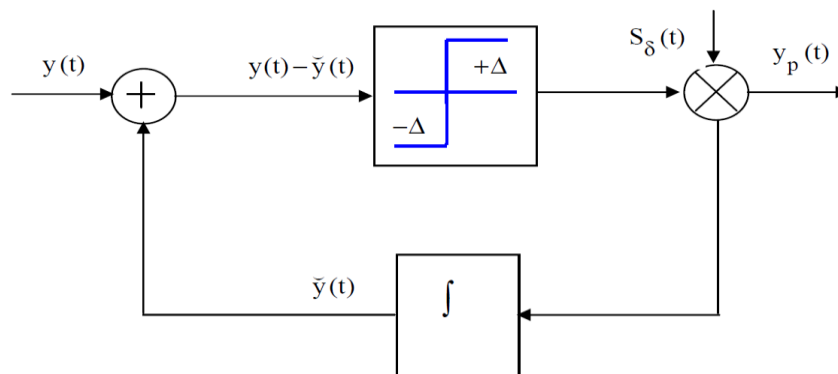 y(t)
+
y(t) − y̌(t)
+Δ
−Δ
S_δ(t)
y_p(t)
y̌(t)
∫